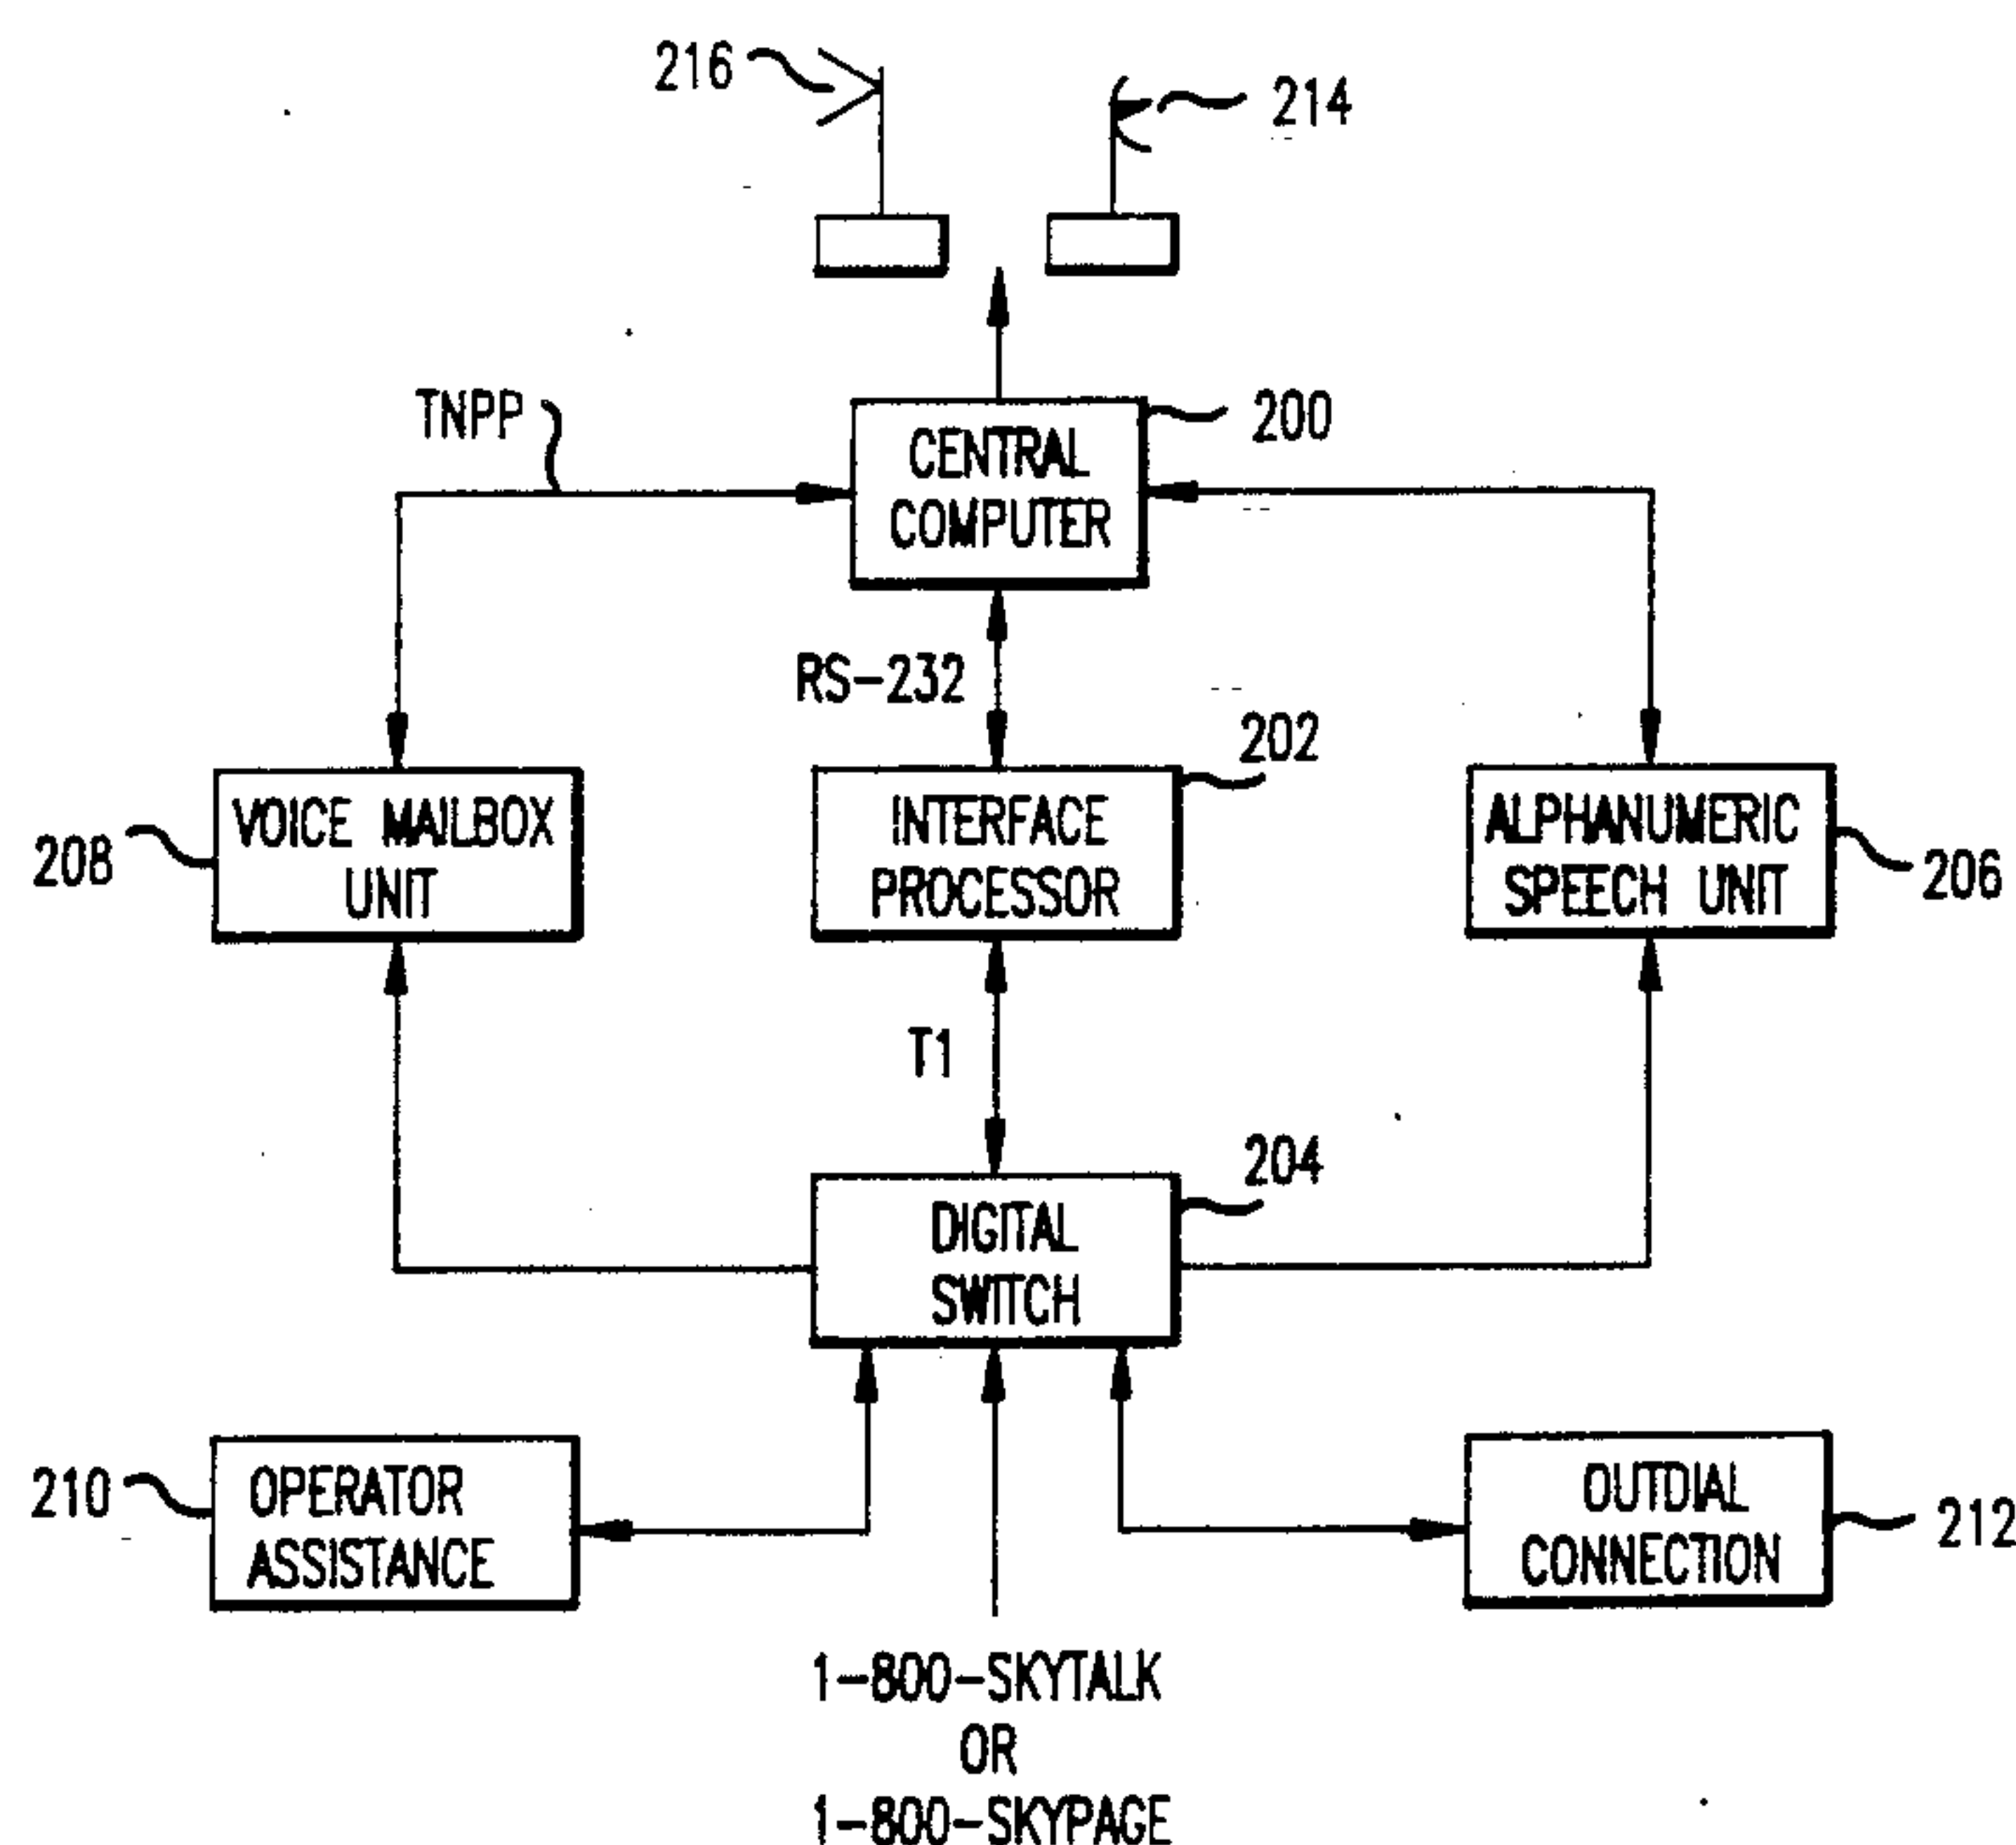 216
214
TNPP
200
CENTRAL
COMPUTER
RS-232
202
VOICE MAILBOX
UNIT
208
INTERFACE
PROCESSOR
ALPHANUMERIC
SPEECH UNIT
206
T1
204
DIGITAL
SWITCH
210
OPERATOR
ASSISTANCE
OUTDIAL
CONNECTION
212
1-800-SKYTALK
OR
1-800-SKYPAGE